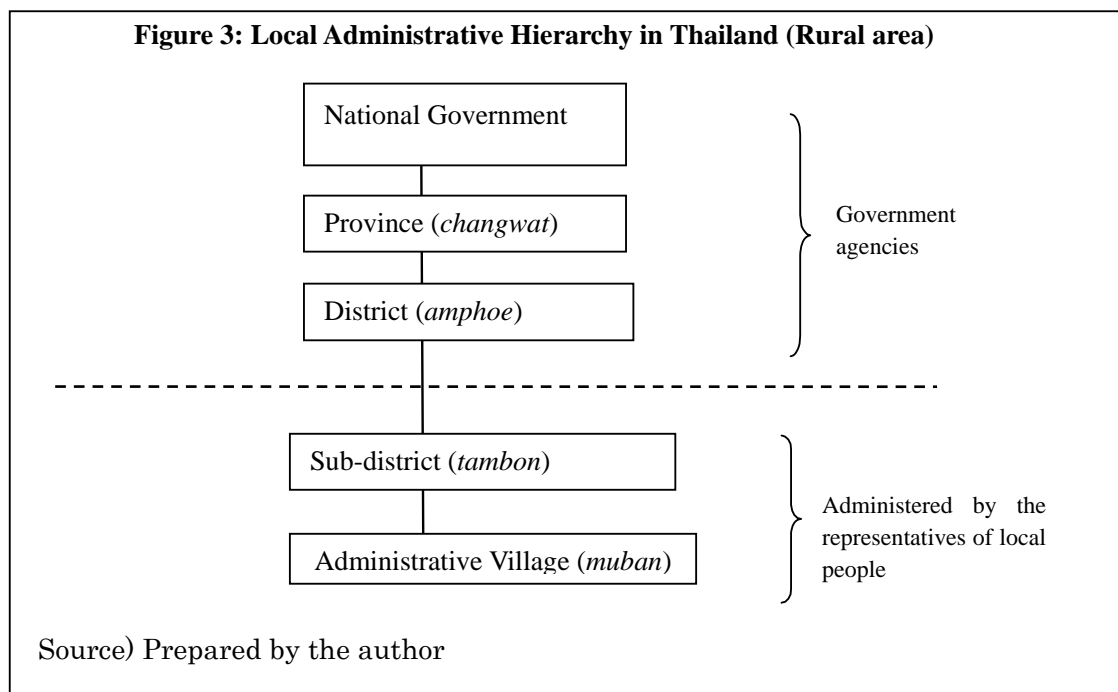 Figure 3: Local Administrative Hierarchy in Thailand (Rural area)
National Government
Province (changwat)
District (amphoe)
Government
agencies
Sub-district (tambon)
Administrative Village (muban)
Administered by the
representatives of local
people
Source) Prepared by the author